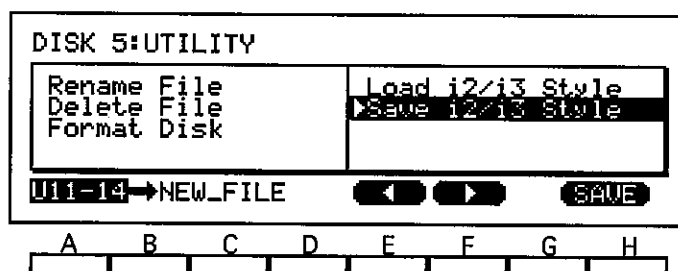 DISK 5:UTILITY
Rename File
Delete File
Format Disk
Load i2/i3 Style
Save i2/i3 Style
U11-14→NEW_FILE
SAVE
A B C D E F G H